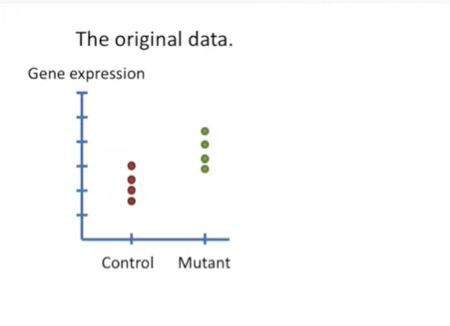 The original data.
Gene expression
Control Mutant